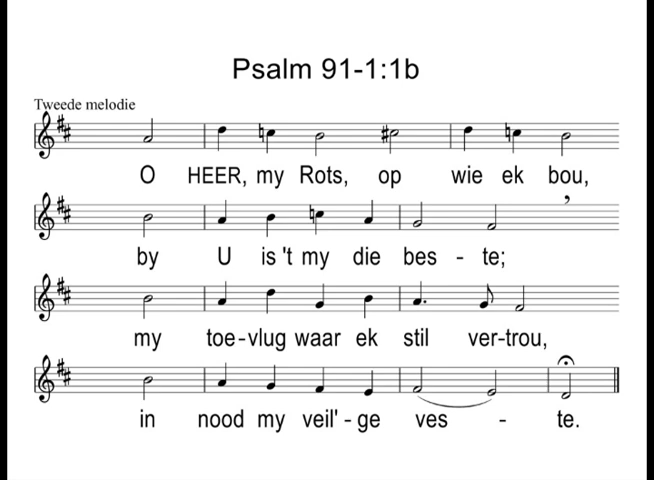 Psalm 91-1:1b
Tweede melodie
O HEER, my Rots, op wie ek bou,
by U is 't my die bes - te;
my toe-vlug waar ek stil ver-trou,
in nood my veil'-ge ves - te.